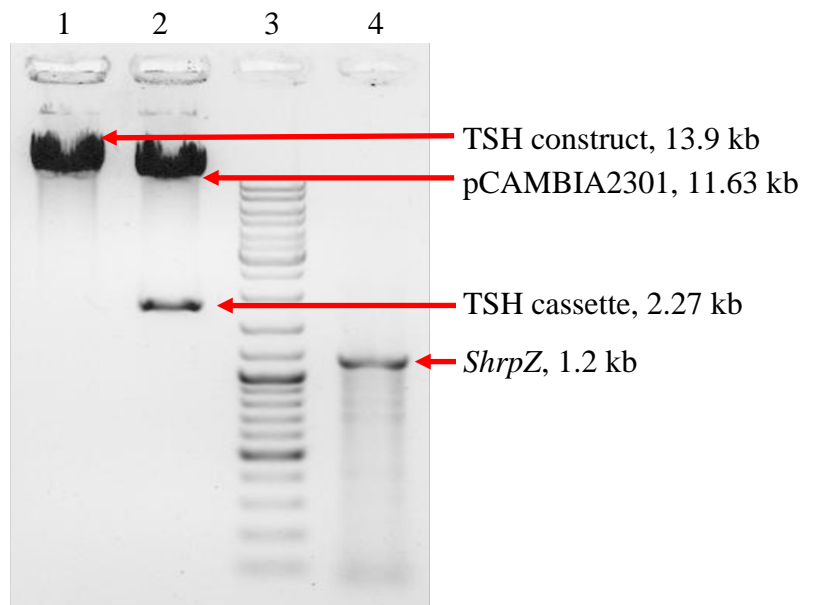 1 2 3 4
TSH construct, 13.9 kb
pCAMBIA2301, 11.63 kb
TSH cassette, 2.27 kb
ShrpZ, 1.2 kb